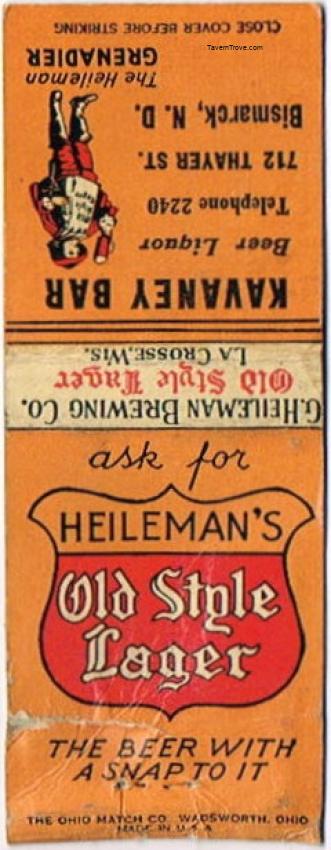 TavernTrove.com
KAVANEY BAR
Beer Liquor
Telephone 2240
712 THAYER ST.
Bismarck, N. D.
The Heileman
GRENADIER
CLOSE COVER BEFORE STRIKING
G. HEILEMAN BREWING CO.
Old Style Lager
LA CROSSE, WIS.
ask for
HEILEMAN'S
Old Style
Lager
THE BEER WITH
A SNAP TO IT
THE OHIO MATCH CO. WADSWORTH, OHIO
MADE IN U.S.A.